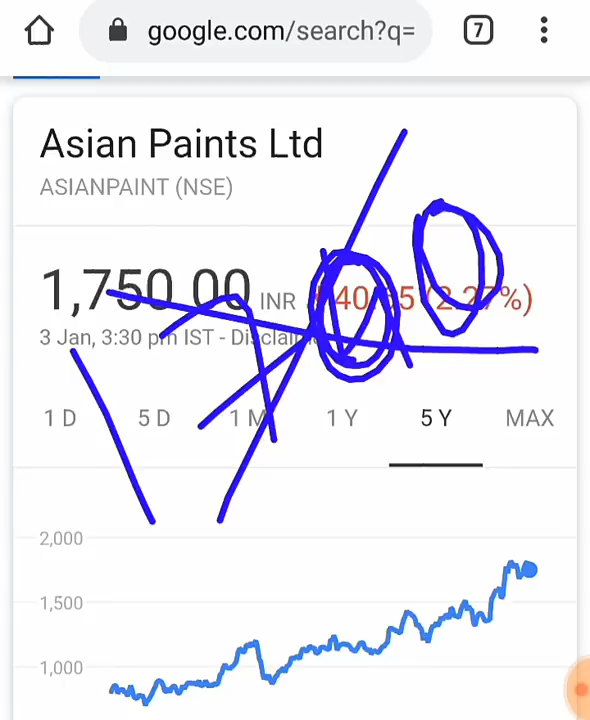 google.com/search?q=
7
Asian Paints Ltd
ASIANPAINT (NSE)
1,750.00 INR
3 Jan, 3:30 pm IST -
1 D 5 D 1 M 1 Y 5 Y MAX
2,000
1,500
1,000